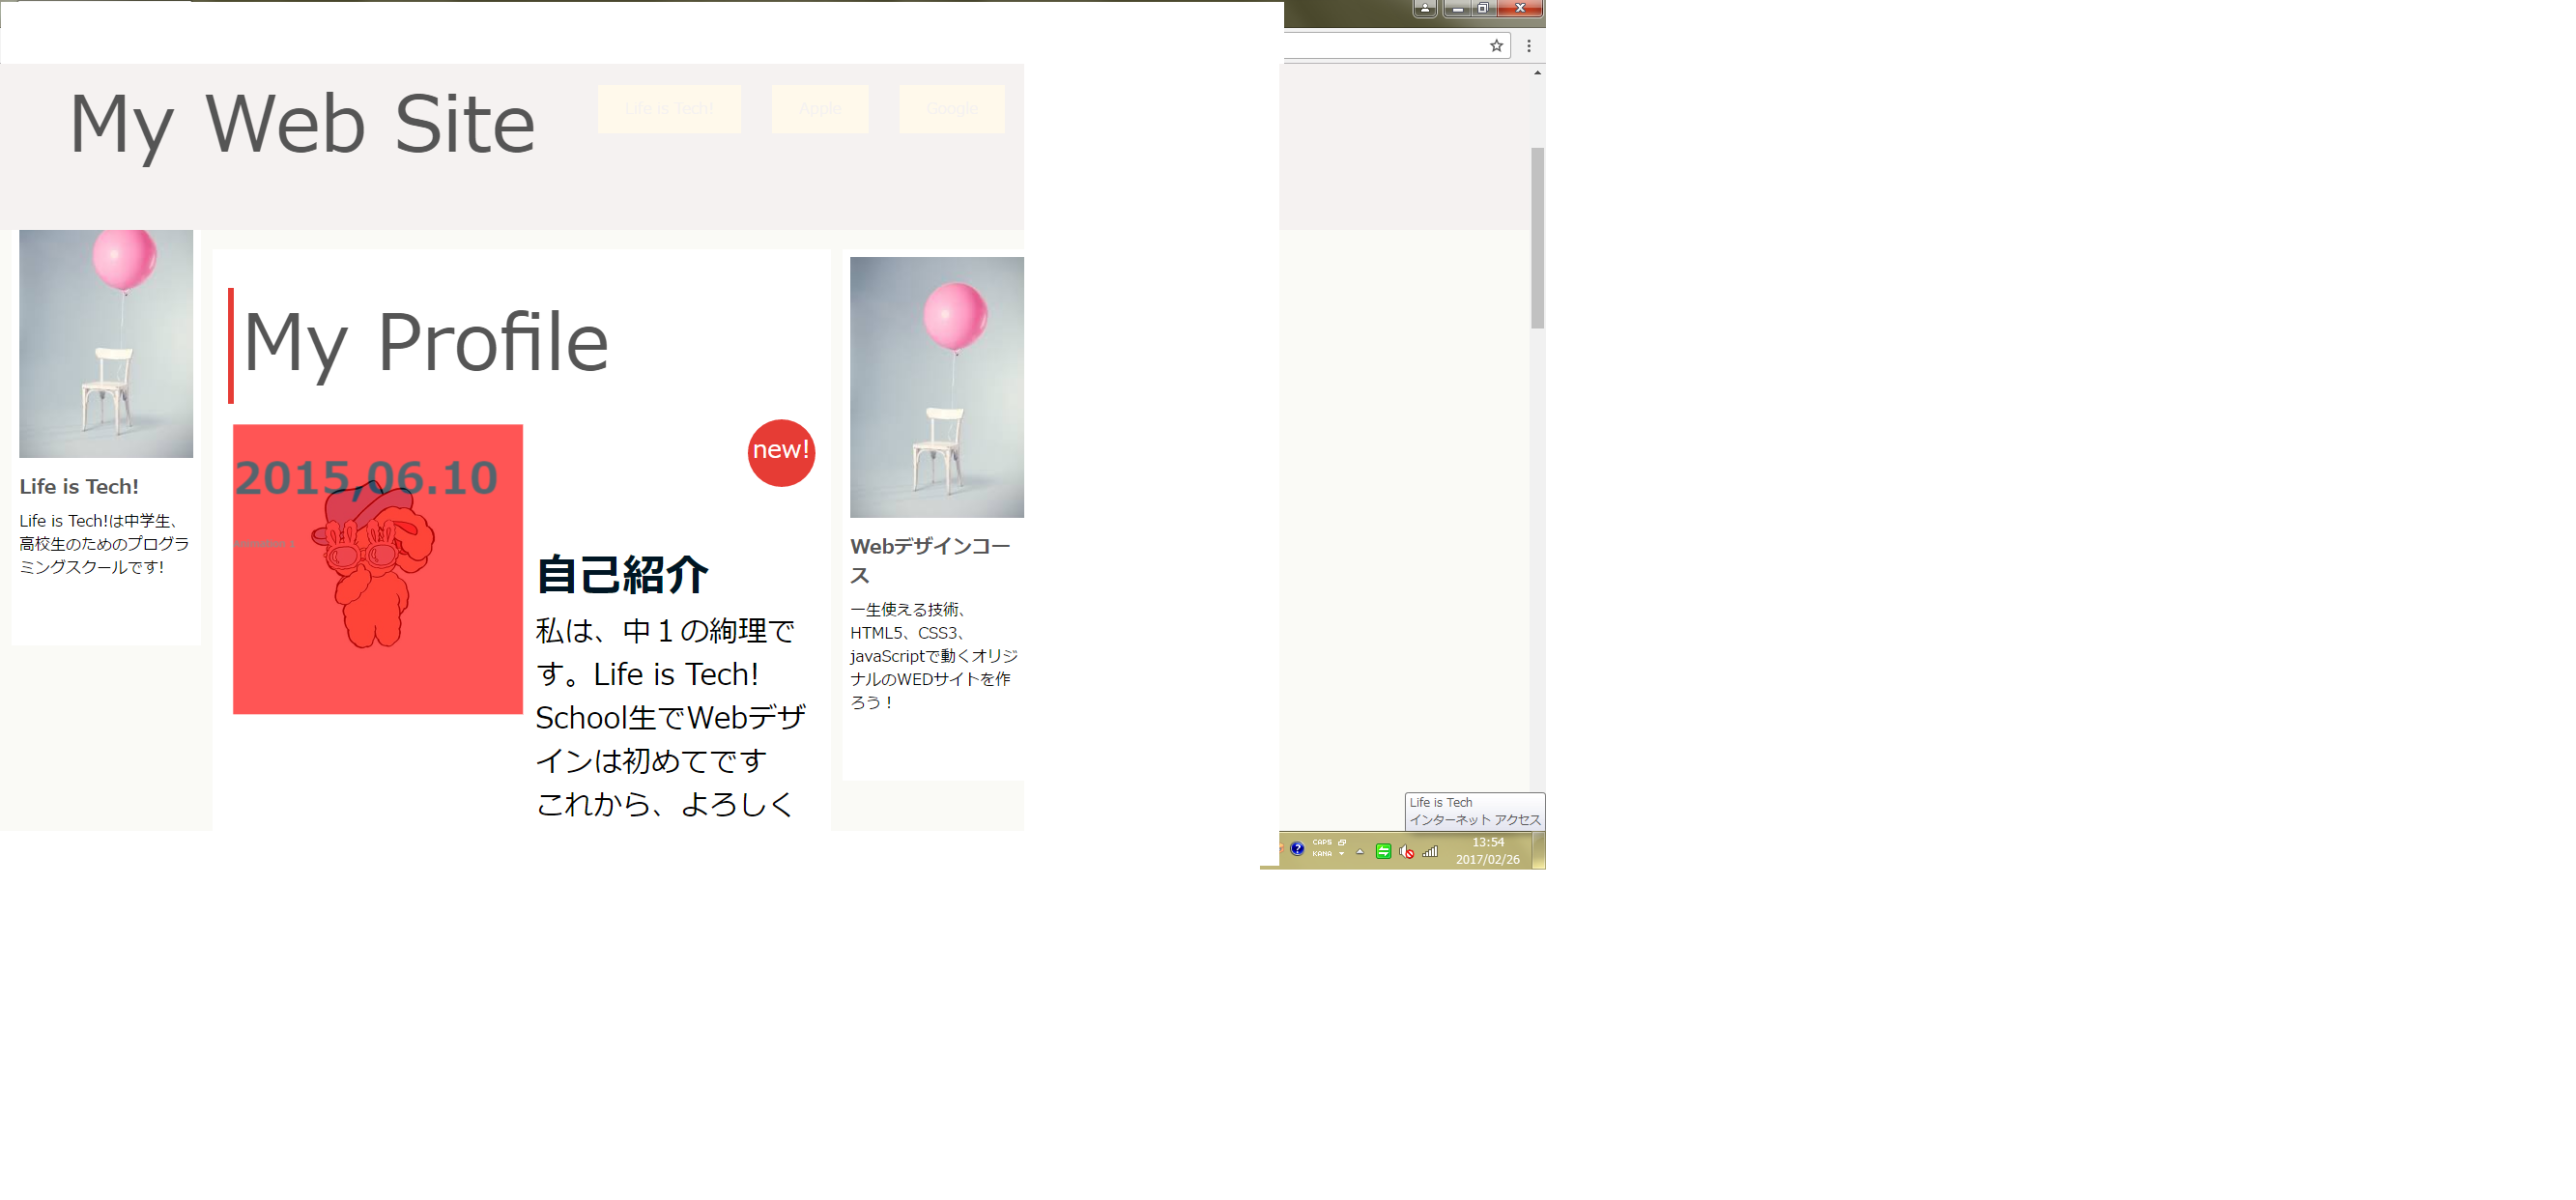 My Web Site
Life is Tech!
Apple
Google
Life is Tech!
Life is Tech!は中学生、
高校生のためのプログラ
ミングスクールです!
My Profile
new!
2015,06.10
自己紹介
私は、中１の絢理で
す。Life is Tech!
School生でWebデザ
インは初めてです
これから、よろしく
Webデザインコー
ス
一生使える技術、
HTML5、CSS3、
javaScriptで動くオリジ
ナルのWEDサイトを作
ろう！
Life is Tech
インターネット アクセス
CAPS
KANA
13:54
2017/02/26